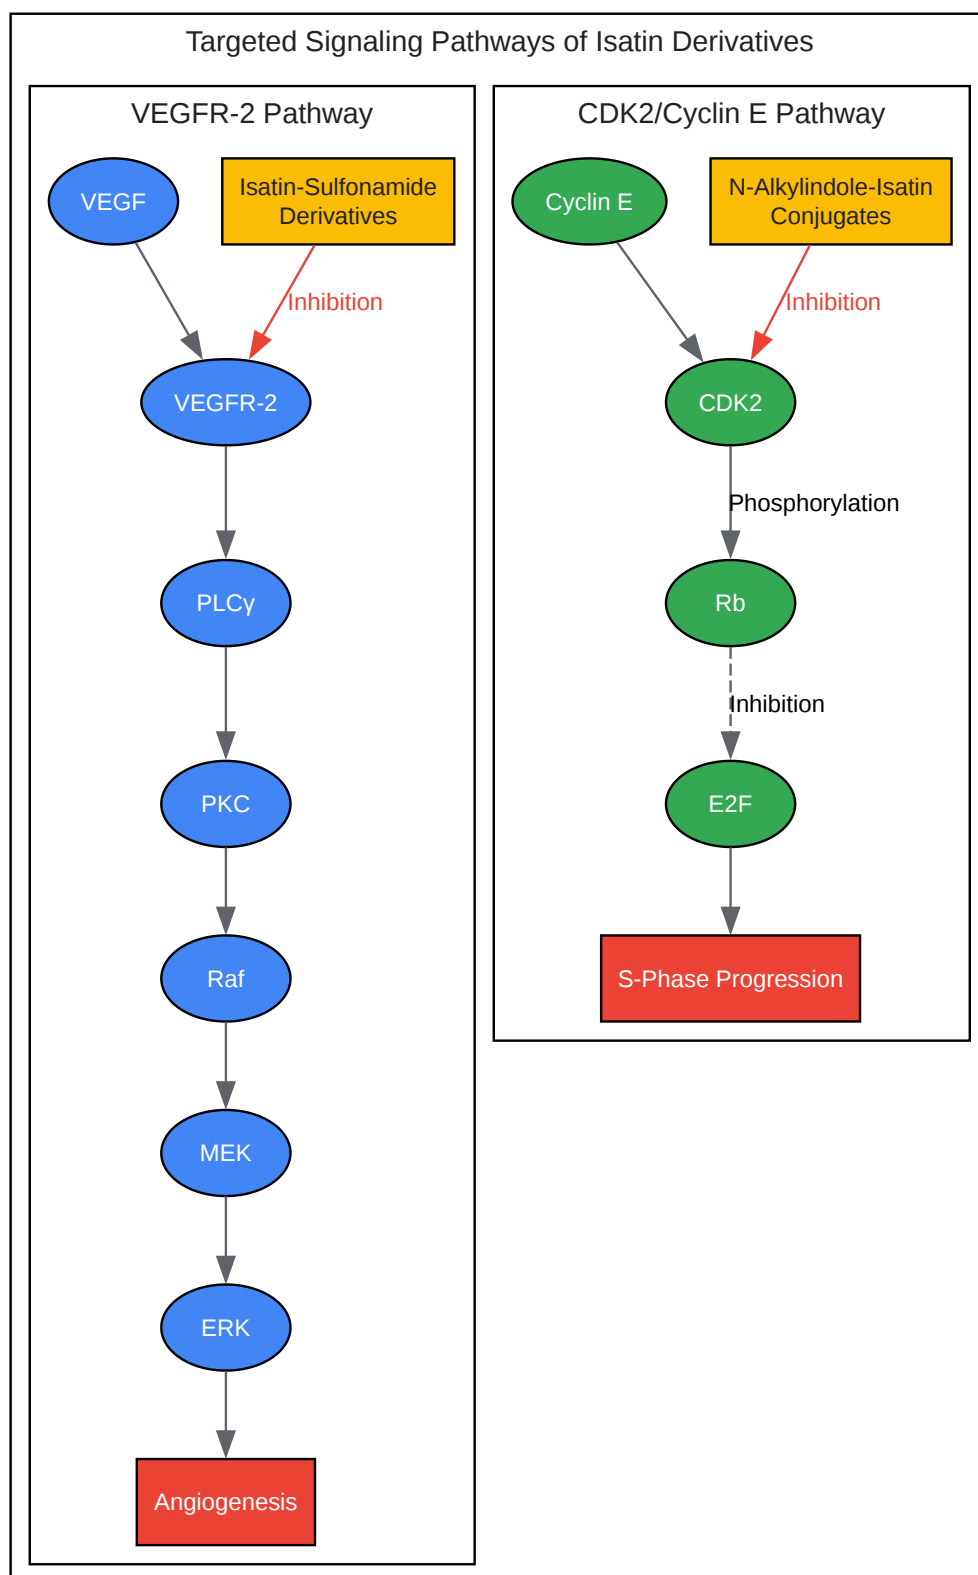 Targeted Signaling Pathways of Isatin Derivatives
VEGFR-2 Pathway
VEGF
Isatin-Sulfonamide
Derivatives
Inhibition
VEGFR-2
PLCγ
PKC
Raf
MEK
ERK
Angiogenesis
CDK2/Cyclin E Pathway
Cyclin E
N-Alkylindole-Isatin
Conjugates
Inhibition
CDK2
Phosphorylation
Rb
Inhibition
E2F
S-Phase Progression